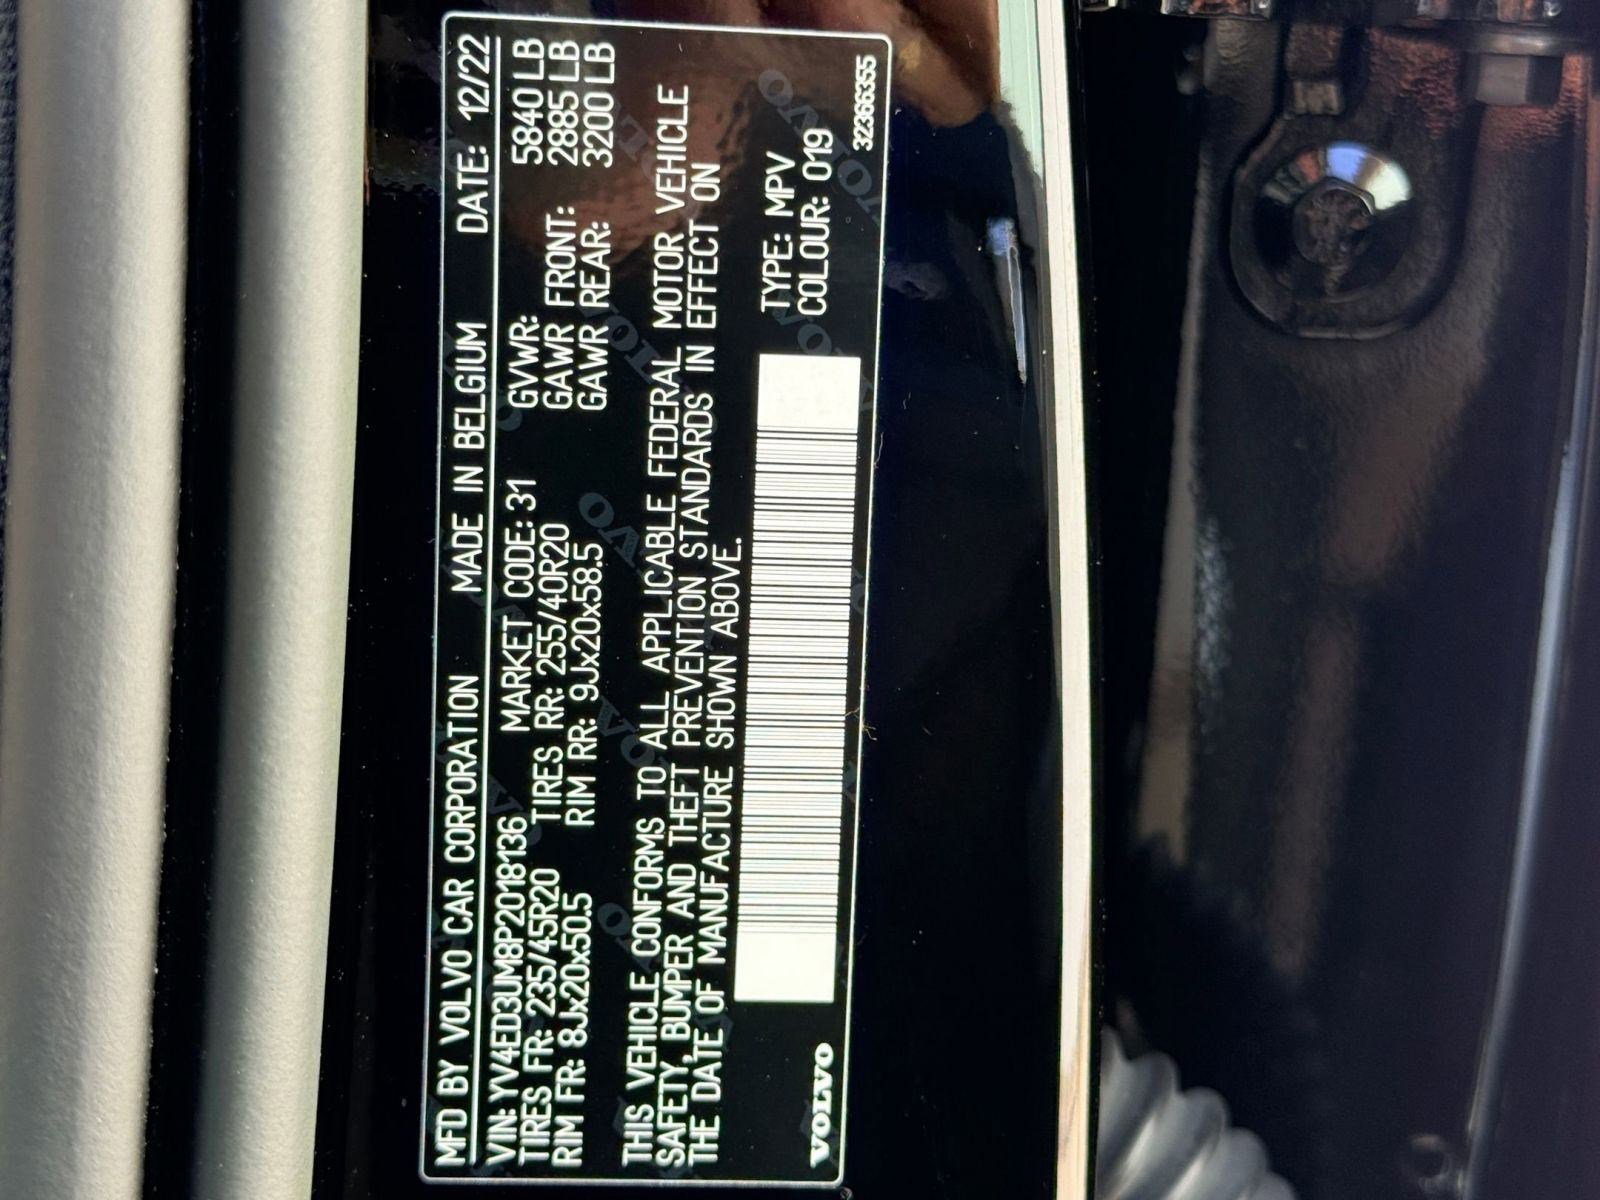 MFD BY VOLVO CAR CORPORATION MADE IN BELGIUM DATE: 12/22
VIN: YV4ED3UM8P2018136 MARKET CODE: 31 GVWR: 5840 LB
TIRES FR: 235/45R20 TIRES RR: 255/40R20 GAWR FRONT: 2885 LB
RIM FR: 8Jx20x50.5 RIM RR: 9Jx20x58.5 GAWR REAR: 3200 LB
THIS VEHICLE CONFORMS TO ALL APPLICABLE FEDERAL MOTOR VEHICLE
SAFETY, BUMPER AND THEFT PREVENTION STANDARDS IN EFFECT ON
THE DATE OF MANUFACTURE SHOWN ABOVE.
TYPE: MPV
COLOUR: 019
VOLVO
32366355